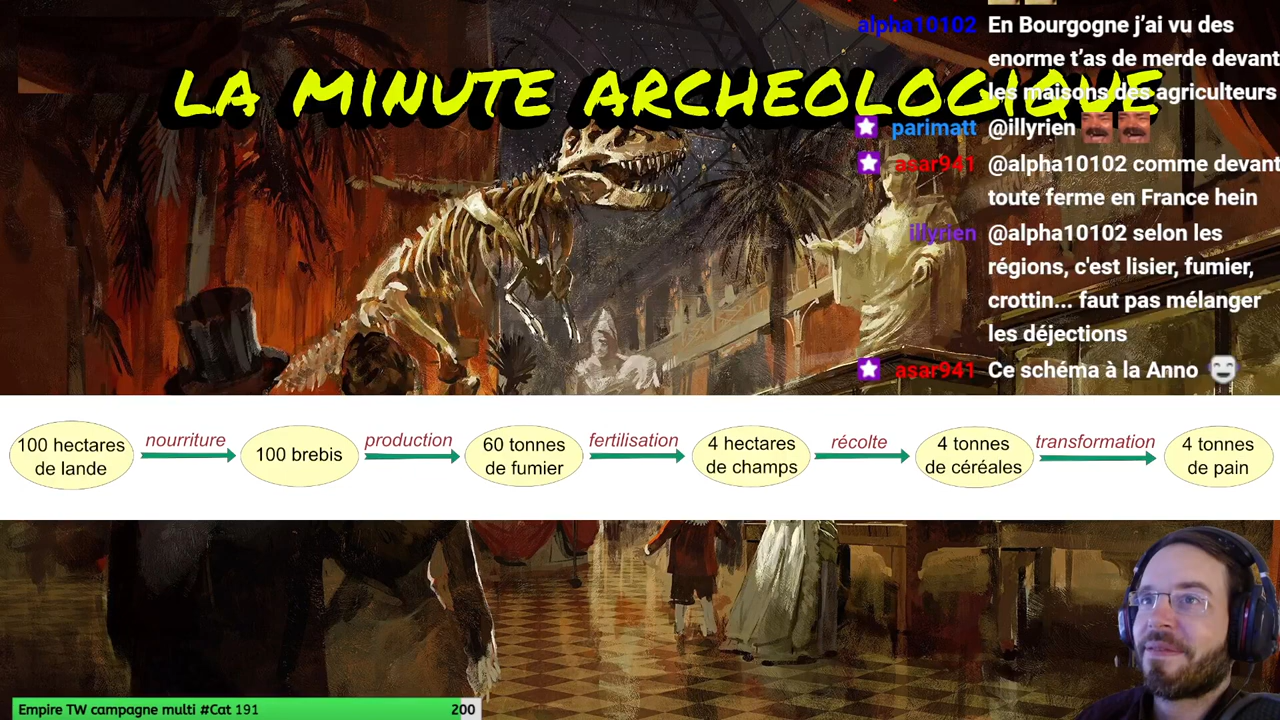 LA MINUTE ARCHEOLOGIQUE
alpha10102 En Bourgogne j'ai vu des
enorme t'as de merde devant
les maisons des agriculteurs
parimatt @illyrien
asar941 @alpha10102 comme devant
toute ferme en France hein
illyrien @alpha10102 selon les
régions, c'est lisier, fumier,
crottin... faut pas mélanger
les déjections
asar941 Ce schéma à la Anno
100 hectares
de lande
nourriture
100 brebis
production
60 tonnes
de fumier
fertilisation
4 hectares
de champs
récolte
4 tonnes
de céréales
transformation
4 tonnes
de pain
Empire TW campagne multi #Cat 191 200